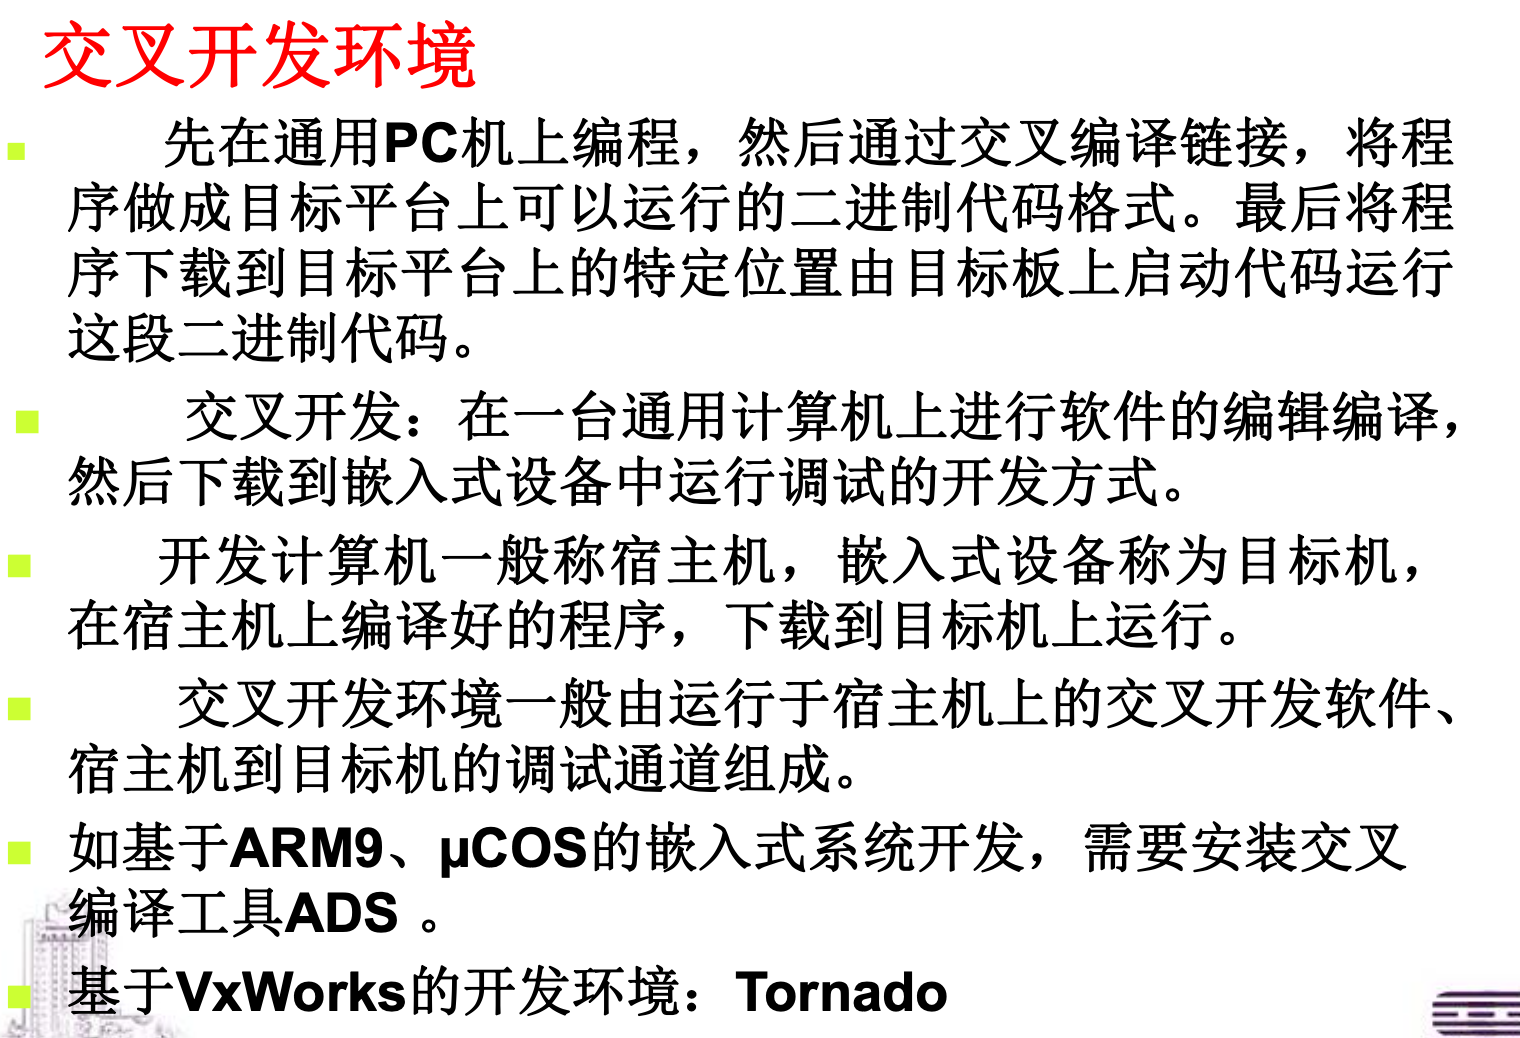 交叉开发环境
先在通用PC机上编程，然后通过交叉编译链接，将程
序做成目标平台上可以运行的二进制代码格式。最后将程
序下载到目标平台上的特定位置由目标板上启动代码运行
这段二进制代码。
交叉开发：在一台通用计算机上进行软件的编辑编译，
然后下载到嵌入式设备中运行调试的开发方式。
开发计算机一般称宿主机，嵌入式设备称为目标机，
在宿主机上编译好的程序，下载到目标机上运行。
交叉开发环境一般由运行于宿主机上的交叉开发软件、
宿主机到目标机的调试通道组成。
如基于ARM9、μCOS的嵌入式系统开发，需要安装交叉
编译工具ADS 。
基于VxWorks的开发环境：Tornado